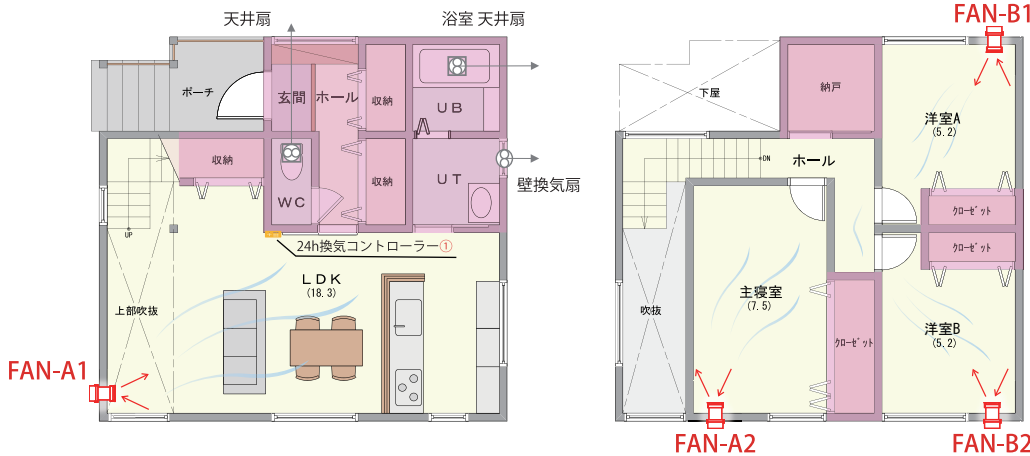 天井扇
浴室 天井扇
FAN-B1
ポーチ
玄関
ホール
収納
UB
下屋
納戸
洋室A
(5.2)
収納
WC
収納
UT
壁換気扇
DN
ホール
クローゼット
クローゼット
UP
24h換気コントローラー①
LDK
(18.3)
上部吹抜
主寝室
(7.5)
吹抜
クローゼット
洋室B
(5.2)
FAN-A1
FAN-A2
FAN-B2